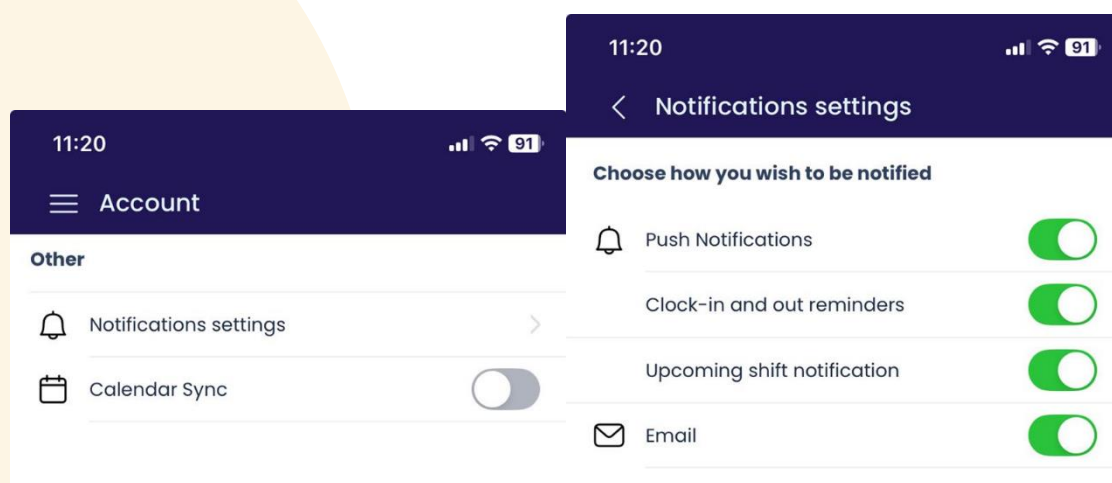 11:20
91
Account
Other
Notifications settings
Calendar Sync
11:20
91
Notifications settings
Choose how you wish to be notified
Push Notifications
Clock-in and out reminders
Upcoming shift notification
Email